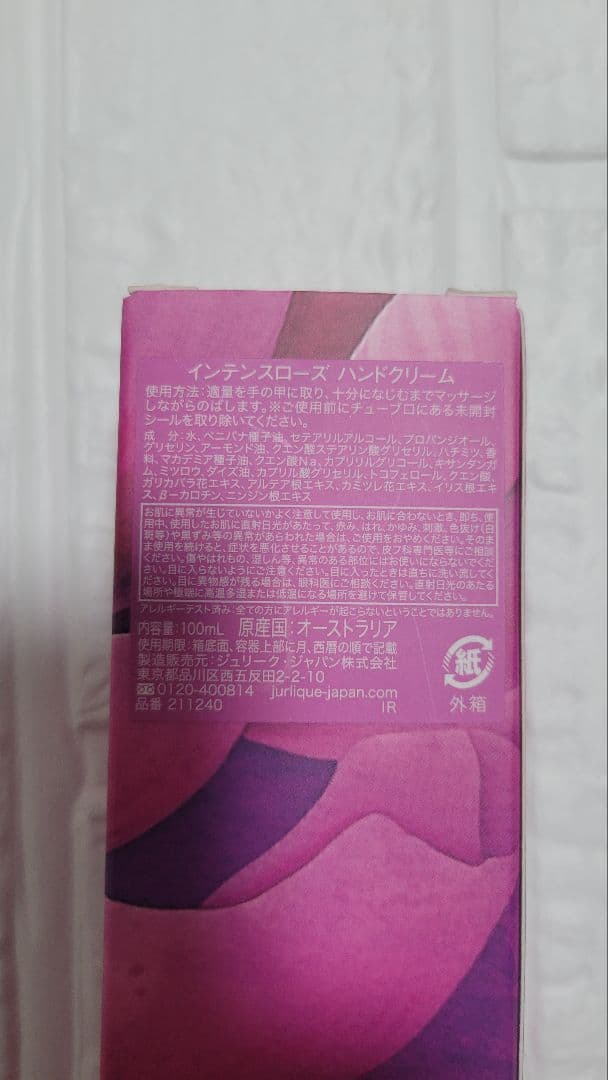 インテンスローズ ハンドクリーム
使用方法:適量を手の甲に取り、十分になじむまでマッサージ
しながらのばします。※ご使用前にチューブ口にある未開封
シールを取り除いてください。
成 分:水、ベニバナ種子油、セテアリルアルコール、プロパンジオール、
グリセリン、アーモンド油、クエン酸ステアリン酸グリセリル、ハチミツ、香
料、マカデミア種子油、クエン酸Na、カプリリルグリコール、キサンタンガ
ム、ミツロウ、ダイズ油、カプリル酸グリセリル、トコフェロール、クエン酸、
ガリカバラ花エキス、アルテア根エキス、カミツレ花エキス、イリス根エキ
ス、β-カロチン、ニンジン根エキス
お肌に異常が生じていないかよく注意して使用し、お肌に合わないとき、即ち、使
用中、使用したお肌に直射日光があたって、赤み、はれ、かゆみ、刺激、色抜け(白
斑等)や黒ずみ等の異常があらわれた場合は、ご使用をおやめください。そのまま
ま使用を続けると、症状を悪化させることがあるので、皮フ科専門医等にご相談
ください。傷やはれもの、湿しん等、異常のある部位にはお使いにならないでくだ
さい。目に入らないようにご注意ください。目に入ったときは直ちに洗い流してく
ださい。目に異物感が残る場合は、眼科医にご相談ください。直射日光のあたる
場所や極端に高温多湿または低温になる場所を避けて保管してください。
アレルギーテスト済み:全ての方にアレルギーが起こらないということではありません。
内容量:100mL 原産国:オーストラリア
使用期限:箱底面、容器上部に月、西暦の順で記載
製造販売元:ジュリーク・ジャパン株式会社
東京都品川区西五反田2-2-10
0120-400814 jurlique-japan.com
品番 211240 IR
紙
外箱